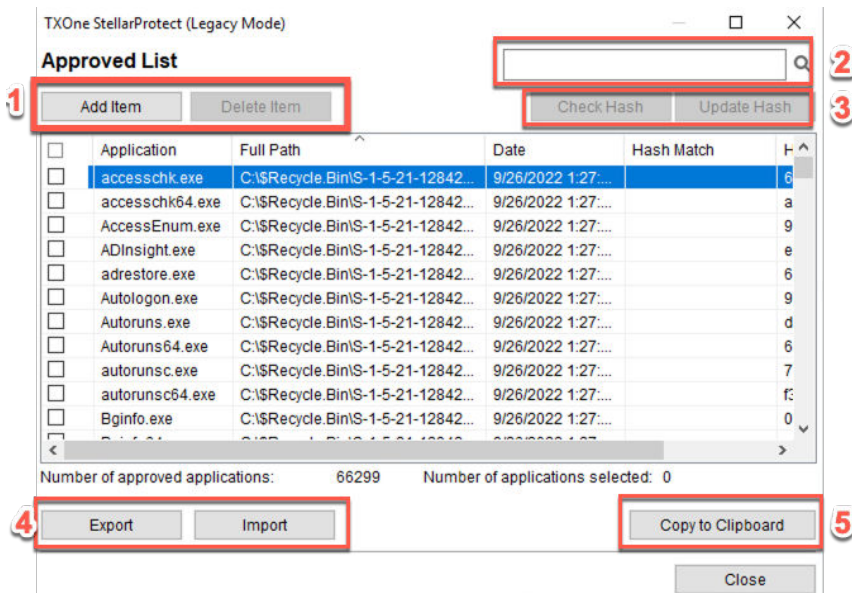 TXOne StellarProtect (Legacy Mode)
Approved List
2
1
Add Item Delete Item Check Hash Update Hash
3
Application Full Path Date Hash Match H
accesschk.exe C:\$Recycle.Bin\S-1-5-21-12842... 9/26/2022 1:27:... 6
accesschk64.exe C:\$Recycle.Bin\S-1-5-21-12842... 9/26/2022 1:27:... a
AccessEnum.exe C:\$Recycle.Bin\S-1-5-21-12842... 9/26/2022 1:27:... 9
ADInsight.exe C:\$Recycle.Bin\S-1-5-21-12842... 9/26/2022 1:27:... e
adrestore.exe C:\$Recycle.Bin\S-1-5-21-12842... 9/26/2022 1:27:... 6
Autologon.exe C:\$Recycle.Bin\S-1-5-21-12842... 9/26/2022 1:27:... 9
Autoruns.exe C:\$Recycle.Bin\S-1-5-21-12842... 9/26/2022 1:27:... d
Autoruns64.exe C:\$Recycle.Bin\S-1-5-21-12842... 9/26/2022 1:27:... 6
autorunsc.exe C:\$Recycle.Bin\S-1-5-21-12842... 9/26/2022 1:27:... 7
autorunsc64.exe C:\$Recycle.Bin\S-1-5-21-12842... 9/26/2022 1:27:... f3
Bginfo.exe C:\$Recycle.Bin\S-1-5-21-12842... 9/26/2022 1:27:... 0
Number of approved applications: 66299 Number of applications selected: 0
4
Export Import Copy to Clipboard
5
Close